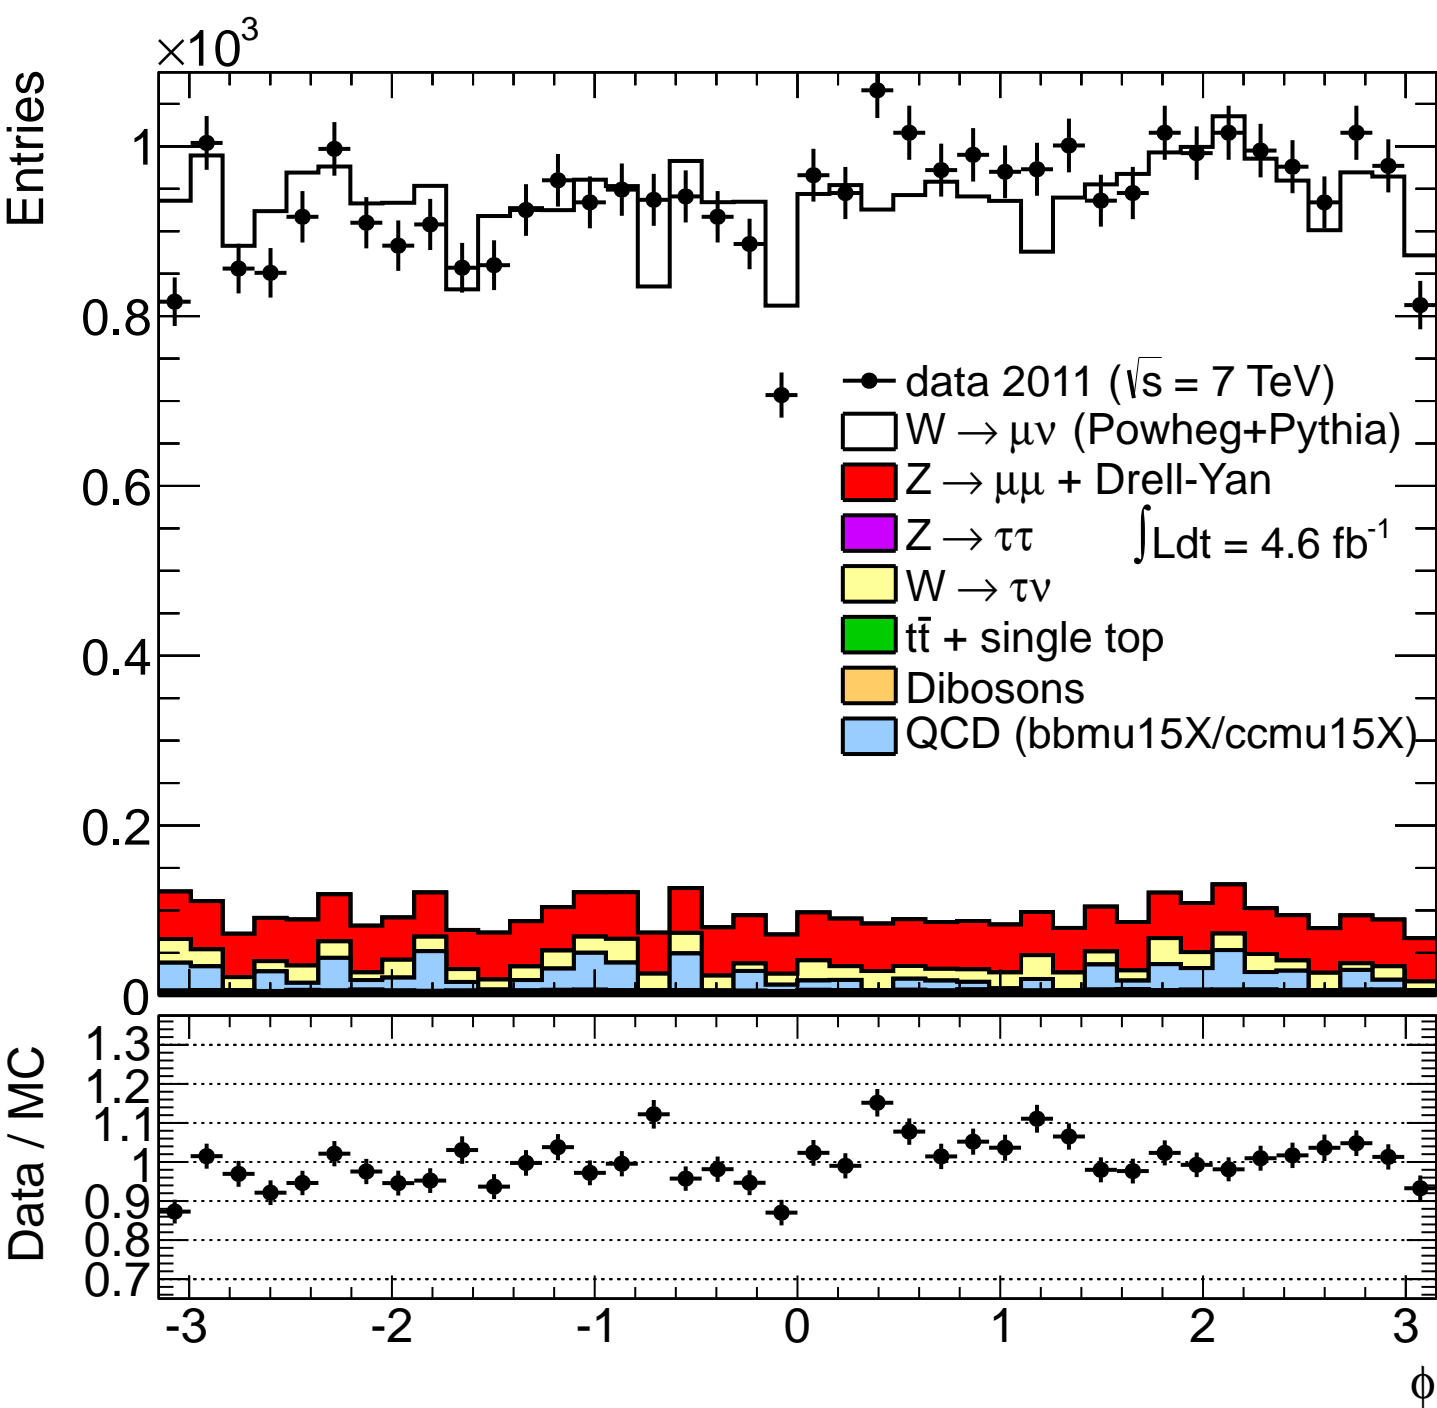 ×10³
Entries
1
0.8
0.6
0.4
0.2
0
data 2011 (√s = 7 TeV)
W → μν (Powheg+Pythia)
Z → μμ + Drell-Yan
Z → ττ
∫Ldt = 4.6 fb⁻¹
W → τν
tt̄ + single top
Dibosons
QCD (bbmu15X/ccmu15X)
Data / MC
1.3
1.2
1.1
1
0.9
0.8
0.7
-3 -2 -1 0 1 2 3
ϕ